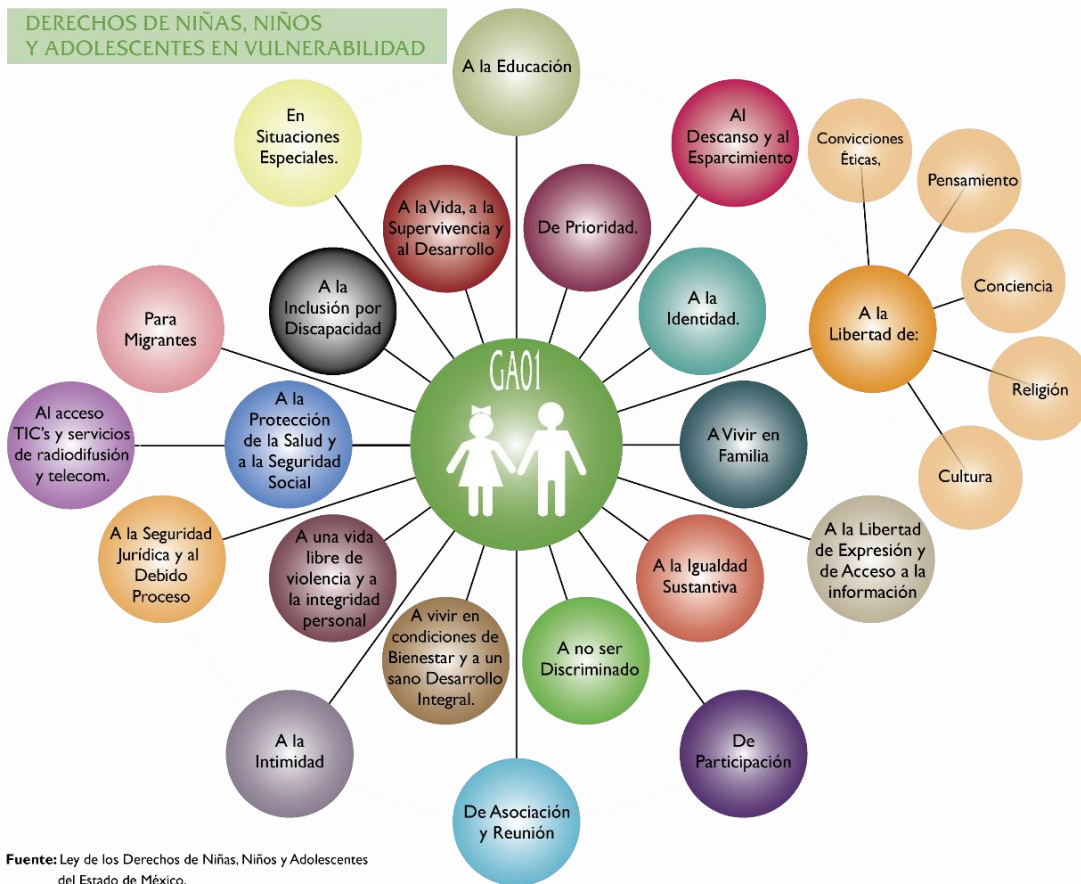 DERECHOS DE NIÑAS, NIÑOS
Y ADOLESCENTES EN VULNERABILIDAD
A la Educación
En
Situaciones
Especiales.
Al
Descanso y al
Esparcimiento
Convicciones
Éticas,
Pensamiento
A la Vida, a la
Supervivencia y
al Desarrollo
De Prioridad.
Conciencia
A la
Inclusión por
Discapacidad
A la
Identidad.
A la
Libertad de:
Para
Migrantes
GA01
Religión
Al acceso
TIC's y servicios
de radiodifusión
y telecom.
A la
Protección
de la Salud y
a la Seguridad
Social
A Vivir en
Familia
Cultura
A la Seguridad
Jurídica y al
Debido
Proceso
A una vida
libre de
violencia y a
la integridad
personal
A la Igualdad
Sustantiva
A la Libertad
de Expresión y
de Acceso a la
información
A vivir en
condiciones de
Bienestar y a un
sano Desarrollo
Integral.
A no ser
Discriminado
A la
Intimidad
De
Participación
De Asociación
y Reunión
Fuente: Ley de los Derechos de Niñas, Niños y Adolescentes
del Estado de México.